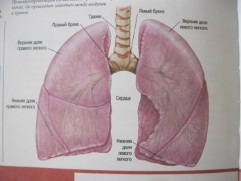 Трахея
Левый бронх
Правый бронх
Верхняя доля
правого легкого
Верхняя доля
левого легкого
Нижняя доля
правого легкого
Сердце
Нижняя
доля
левого
легкого